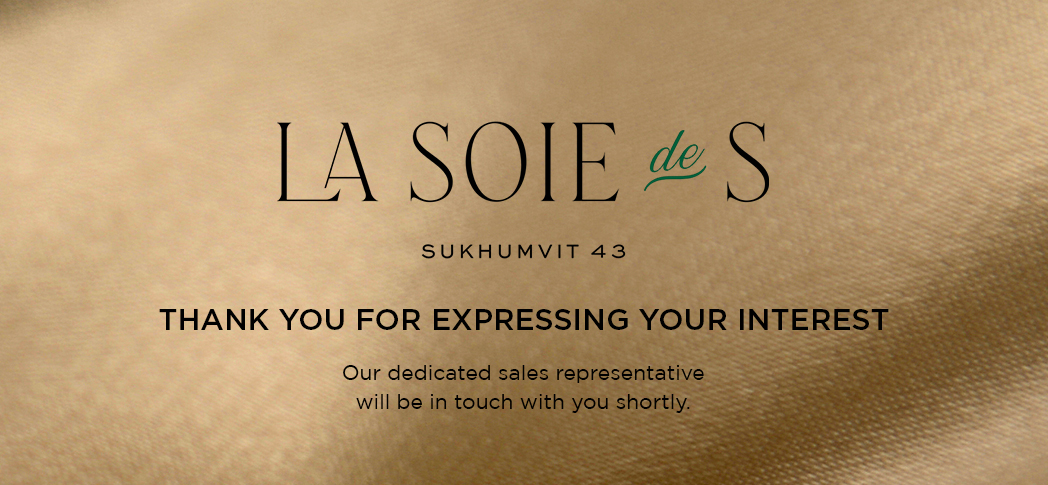 LA SOIE de S
SUKHUMVIT 43
THANK YOU FOR EXPRESSING YOUR INTEREST
Our dedicated sales representative
will be in touch with you shortly.